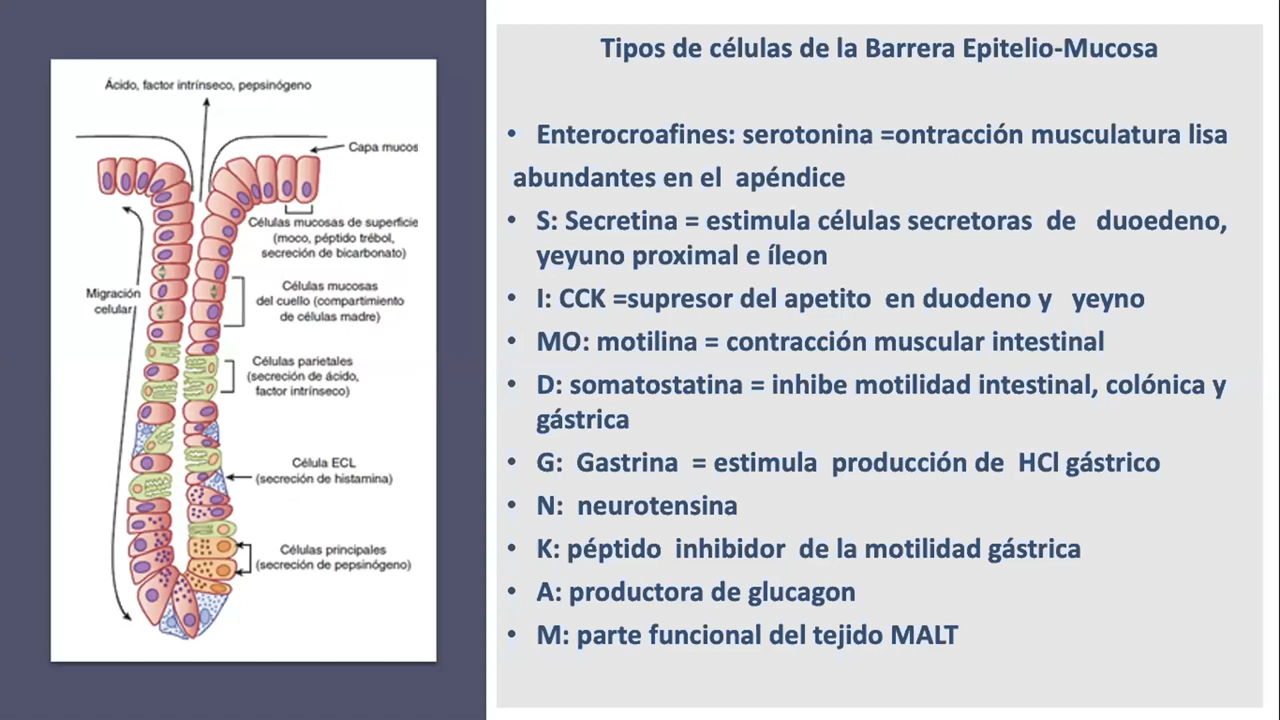 Ácido, factor intrínseco, pepsinógeno
Capa mucos
Células mucosas de superficie
(moco, péptido trébol,
secreción de bicarbonato)
Células mucosas
del cuello (compartimiento
de células madre)
Migración
celular
Células parietales
(secreción de ácido,
factor intrínseco)
Célula ECL
(secreción de histamina)
Células principales
(secreción de pepsinógeno)
Tipos de células de la Barrera Epitelio-Mucosa
• Enterocroafines: serotonina =ontracción musculatura lisa
abundantes en el apéndice
• S: Secretina = estimula células secretoras de duoedeno,
yeyuno proximal e íleon
• I: CCK =supresor del apetito en duodeno y yeyno
• MO: motilina = contracción muscular intestinal
• D: somatostatina = inhibe motilidad intestinal, colónica y
gástrica
• G: Gastrina = estimula producción de HCl gástrico
• N: neurotensina
• K: péptido inhibidor de la motilidad gástrica
• A: productora de glucagon
• M: parte funcional del tejido MALT